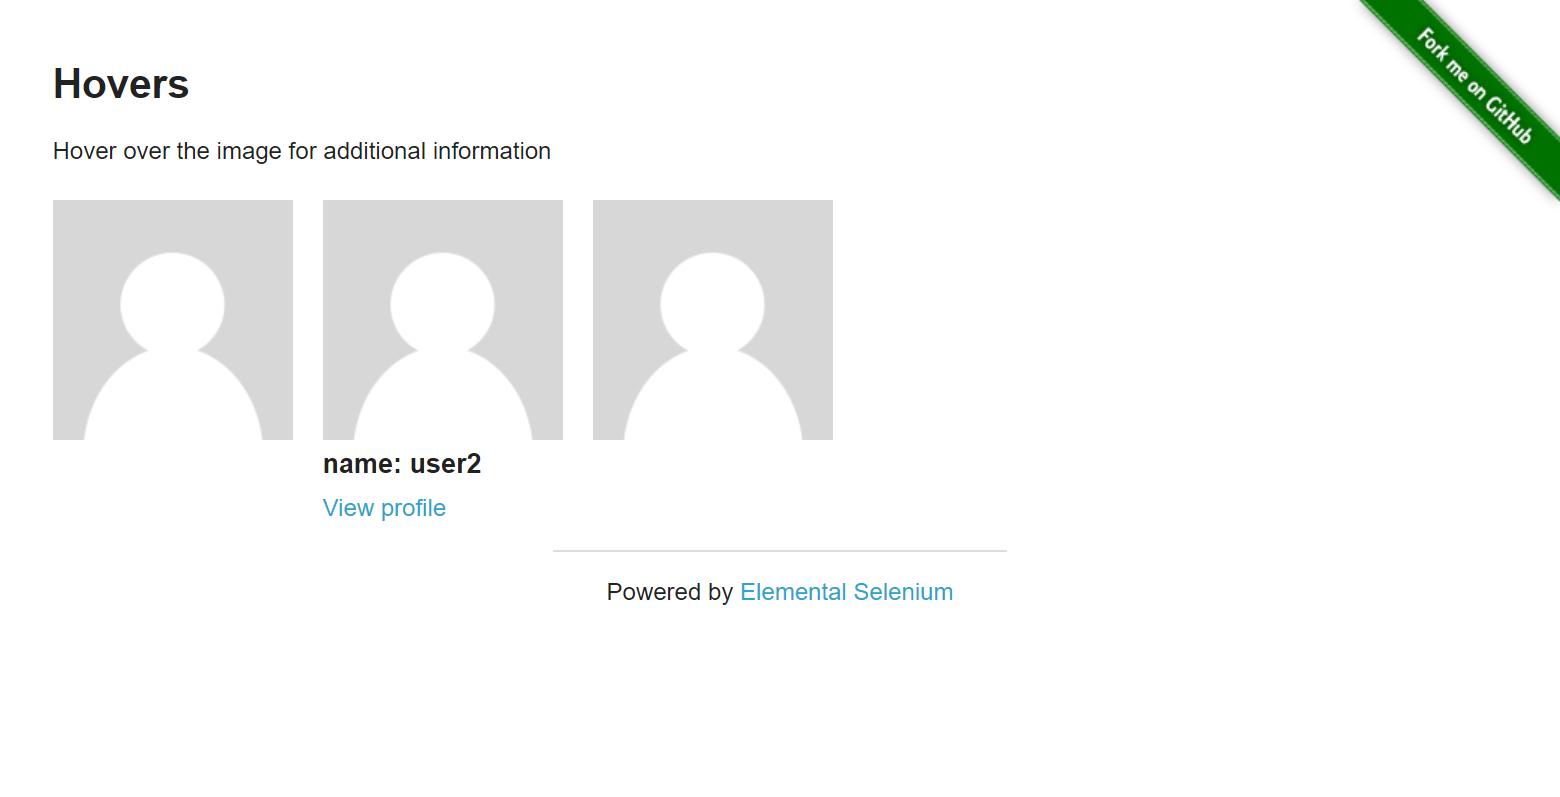 Fork me on GitHub
Hovers
Hover over the image for additional information
name: user2
View profile
Powered by Elemental Selenium